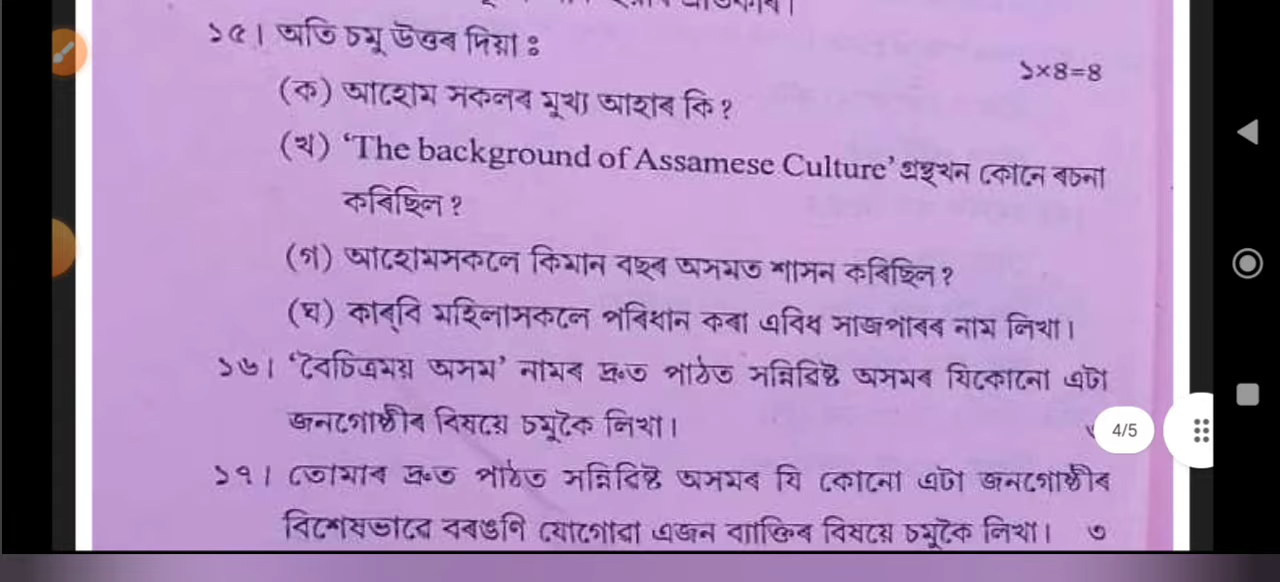 ১৫। অতি চমু উত্তৰ দিয়া ঃ
১×৪=৪
(ক) আহোম সকলৰ মুখ্য আহাৰ কি ?
(খ) ‘The background of Assamese Culture’ গ্ৰন্থখন কোনে ৰচনা
কৰিছিল ?
(গ) আহোমসকলে কিমান বছৰ অসমত শাসন কৰিছিল ?
(ঘ) কাৰ্বি মহিলাসকলে পৰিধান কৰা এবিধ সাজপাৰৰ নাম লিখা।
১৬। ‘বৈচিত্ৰময় অসম’ নামৰ দ্ৰুত পাঠত সন্নিৱিষ্ট অসমৰ যিকোনো এটা
জনগোষ্ঠীৰ বিষয়ে চমুকৈ লিখা।
4/5
১৭। তোমাৰ দ্ৰুত পাঠত সন্নিৱিষ্ট অসমৰ যি কোনো এটা জনগোষ্ঠীৰ
বিশেষভাৱে বৰঙণি যোগোৱা এজন ব্যক্তিৰ বিষয়ে চমুকৈ লিখা। ৩